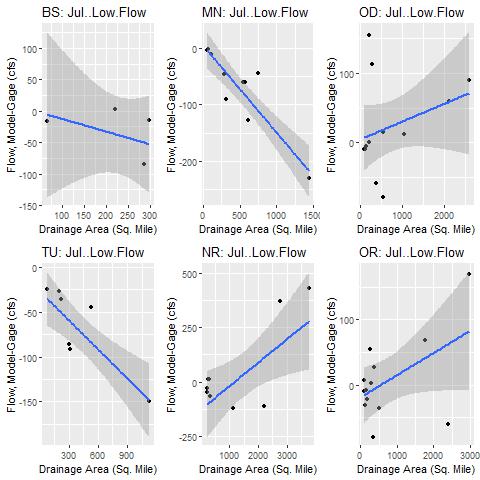 BS: Jul..Low.Flow
MN: Jul..Low.Flow
OD: Jul..Low.Flow
Flow, Model-Gage (cfs)
100
50
0
-50
-100
-150
100 150 200 250 300
Drainage Area (Sq. Mile)
Flow, Model-Gage (cfs)
0
-100
-200
0 500 1000 1500
Drainage Area (Sq. Mile)
Flow, Model-Gage (cfs)
100
0
0 1000 2000
Drainage Area (Sq. Mile)
TU: Jul..Low.Flow
NR: Jul..Low.Flow
OR: Jul..Low.Flow
Flow, Model-Gage (cfs)
0
-50
-100
-150
300 600 900
Drainage Area (Sq. Mile)
Flow, Model-Gage (cfs)
500
250
0
-250
1000 2000 3000
Drainage Area (Sq. Mile)
Flow, Model-Gage (cfs)
100
0
0 1000 2000 3000
Drainage Area (Sq. Mile)